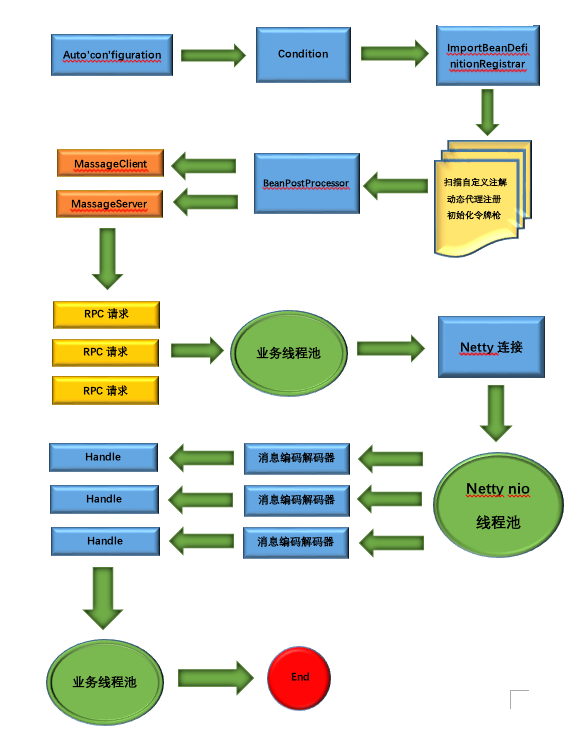 Auto'con'figuration
Condition
ImportBeanDefi
nitionRegistrar
扫描自定义注解
动态代理注册
初始化令牌枪
BeanPostProcessor
MassageClient
MassageServer
RPC 请求
RPC 请求
RPC 请求
业务线程池
Netty 连接
Netty nio
线程池
消息编码解码器
消息编码解码器
消息编码解码器
Handle
Handle
Handle
业务线程池
End